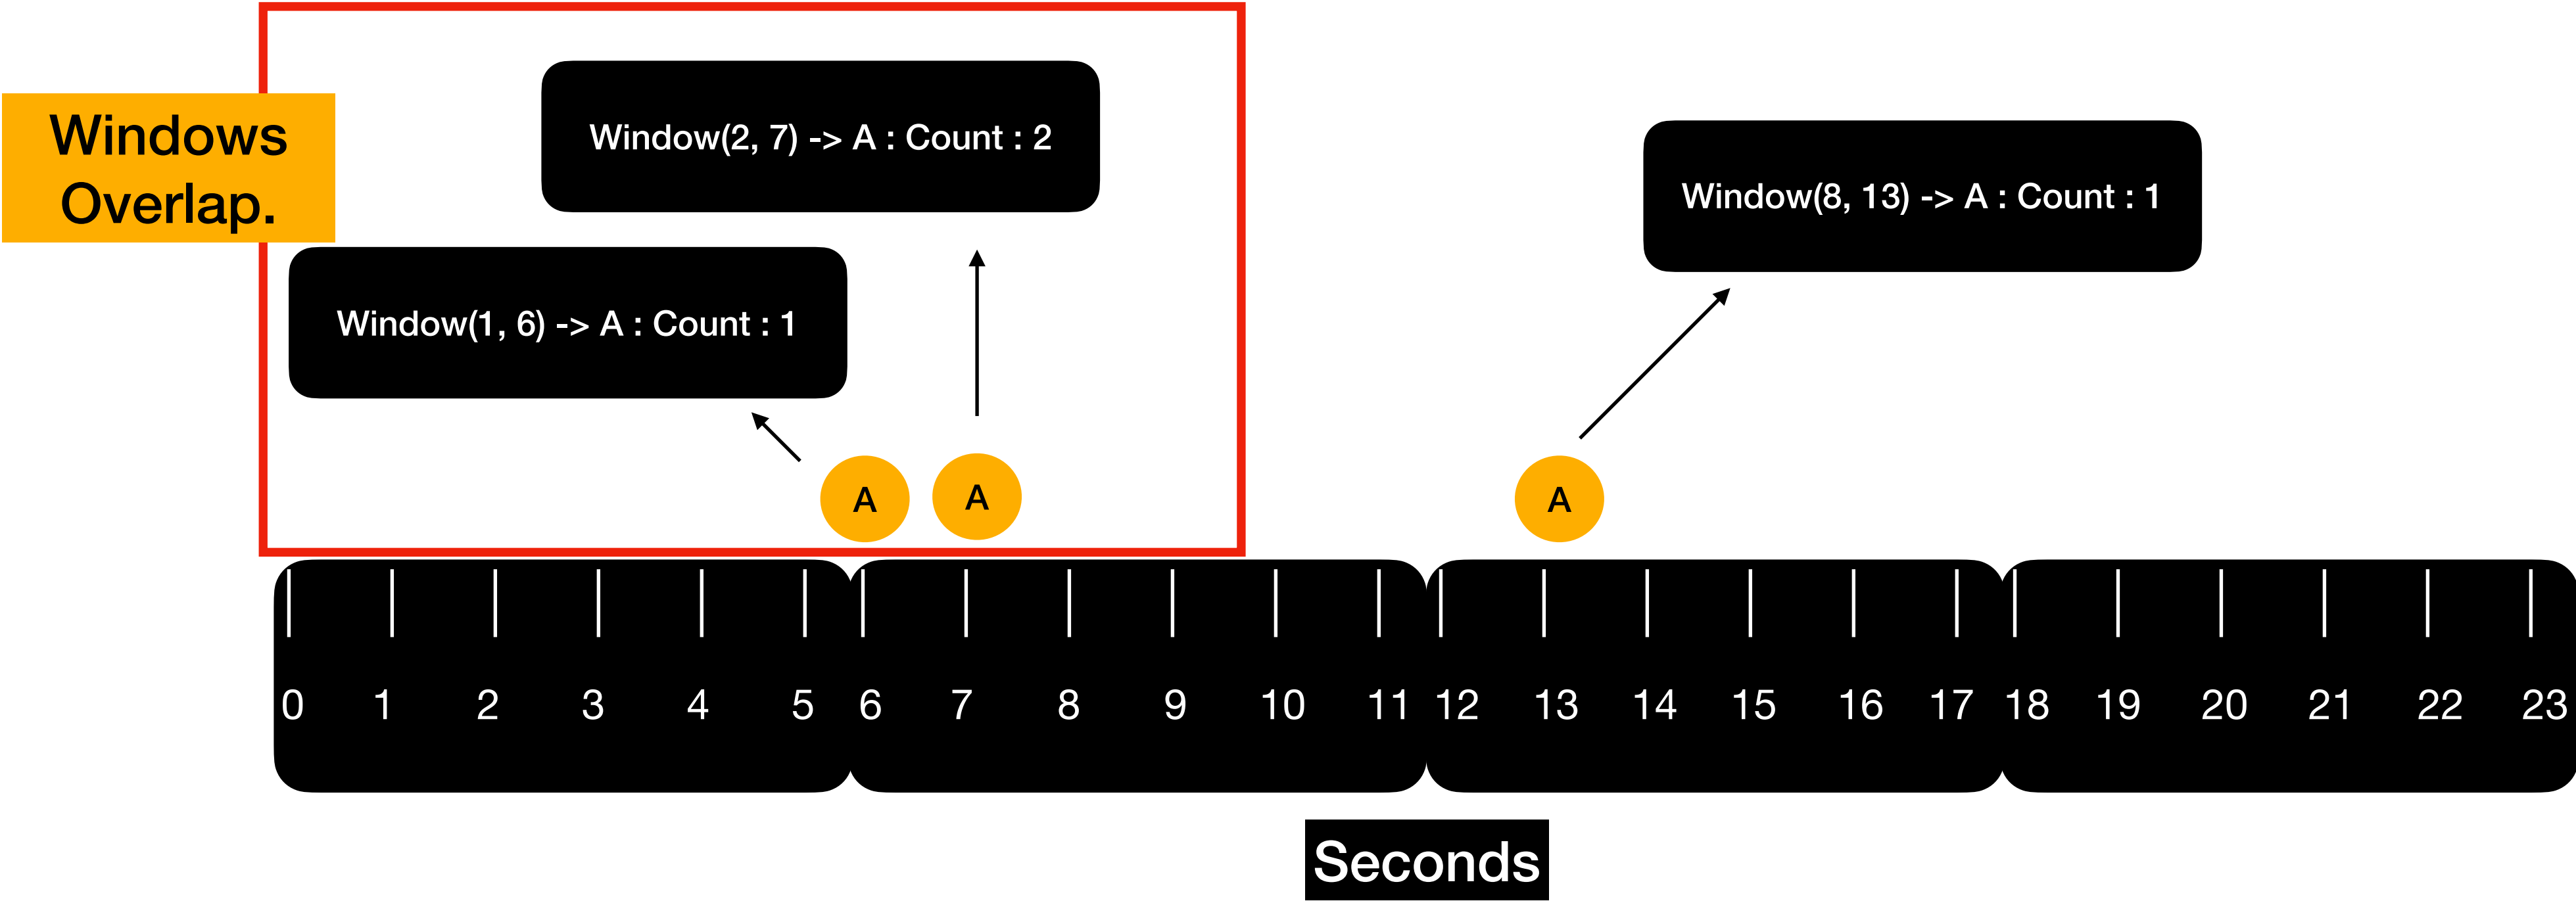 Windows
Overlap.
Window(2, 7) -> A : Count : 2
Window(8, 13) -> A : Count : 1
Window(1, 6) -> A : Count : 1
A A A
0 1 2 3 4 5 6 7 8 9 10 11 12 13 14 15 16 17 18 19 20 21 22 23
Seconds